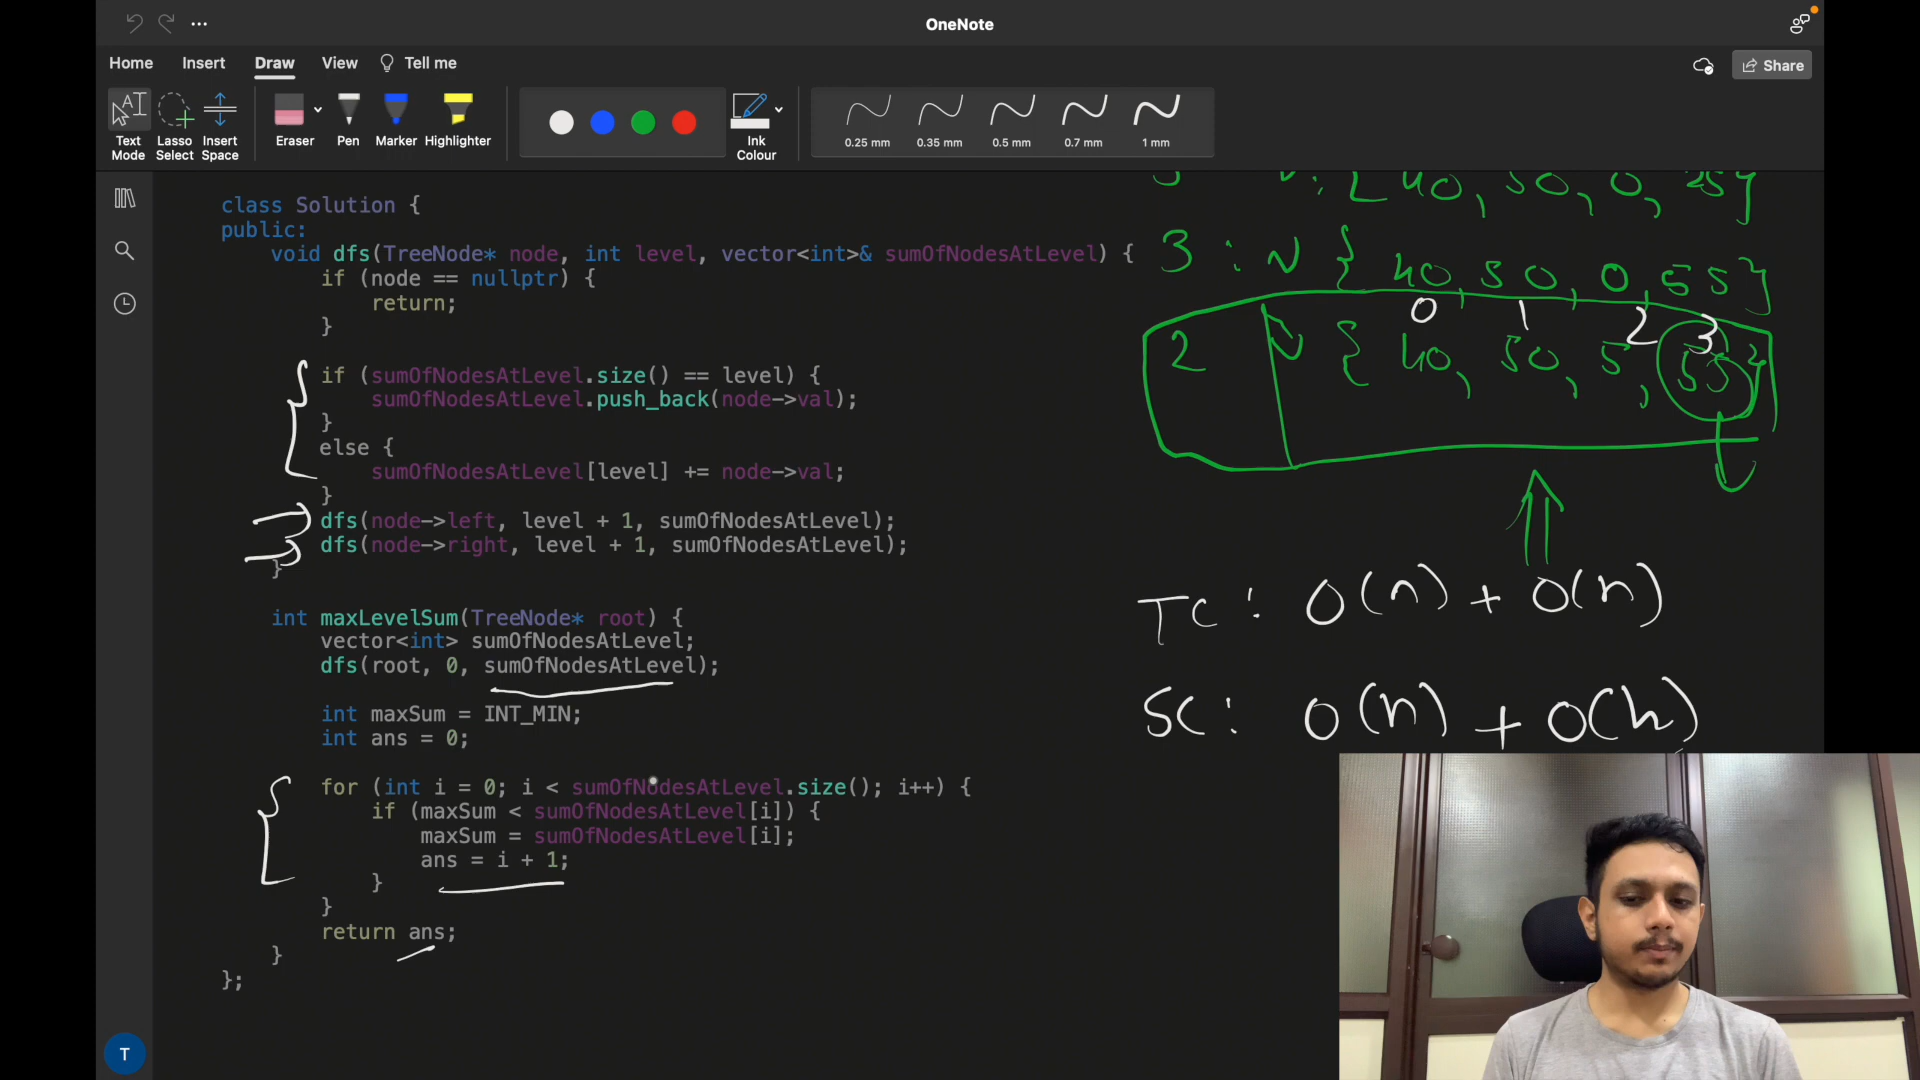 OneNote
Home Insert Draw View Tell me
Share
Text Mode
Lasso Select
Insert Space
Eraser
Pen
Marker
Highlighter
Ink Colour
0.25 mm
0.35 mm
0.5 mm
0.7 mm
1 mm
class Solution {
public:
void dfs(TreeNode* node, int level, vector<int>& sumOfNodesAtLevel) {
if (node == nullptr) {
return;
}
if (sumOfNodesAtLevel.size() == level) {
sumOfNodesAtLevel.push_back(node->val);
}
else {
sumOfNodesAtLevel[level] += node->val;
}
dfs(node->left, level + 1, sumOfNodesAtLevel);
dfs(node->right, level + 1, sumOfNodesAtLevel);
}
int maxLevelSum(TreeNode* root) {
vector<int> sumOfNodesAtLevel;
dfs(root, 0, sumOfNodesAtLevel);
int maxSum = INT_MIN;
int ans = 0;
for (int i = 0; i < sumOfNodesAtLevel.size(); i++) {
if (maxSum < sumOfNodesAtLevel[i]) {
maxSum = sumOfNodesAtLevel[i];
ans = i + 1;
}
}
return ans;
}
};
40, 50, 0, 25}
3 : v { 40, 50, 0, 55}
0 1 2 3
2 v { 40, 50, 5, 55}
TC : O(n) + O(n)
SC : O(n) + O(h)
T